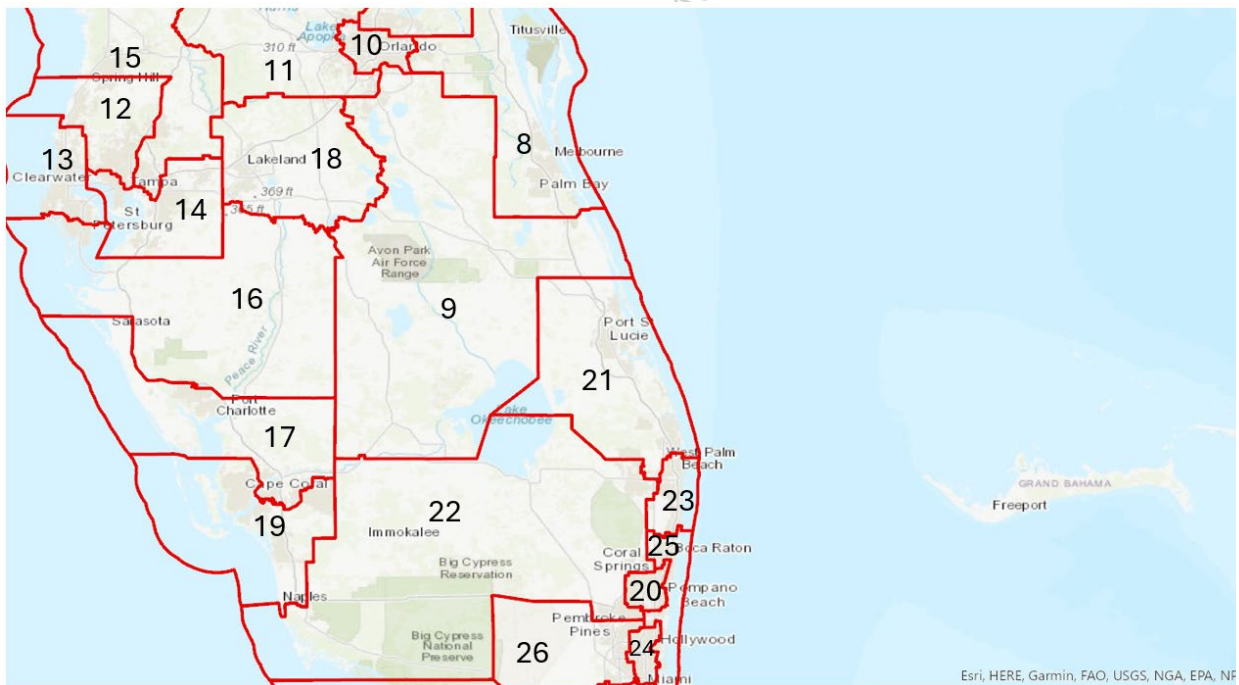 Titusville
Lake
Apopka
10
Orlando
310 ft
15
11
Spring Hill
12
8
Melbourne
13
Lakeland
18
Clearwater
Tampa
Palm Bay
369 ft
14
St
Petersburg
365 ft
Avon Park
Air Force
Range
16
9
Sarasota
Port St
Lucie
Peace River
21
Port
Charlotte
Lake
Okeechobee
17
West Palm
Beach
Cape Coral
GRAND BAHAMA
23
Freeport
22
19
Immokalee
25
Boca Raton
Coral
Springs
Big Cypress
Reservation
20
Pompano
Beach
Naples
Pembroke
Pines
Big Cypress
National
Preserve
24
Hollywood
26
Miami
Esri, HERE, Garmin, FAO, USGS, NGA, EPA, NP